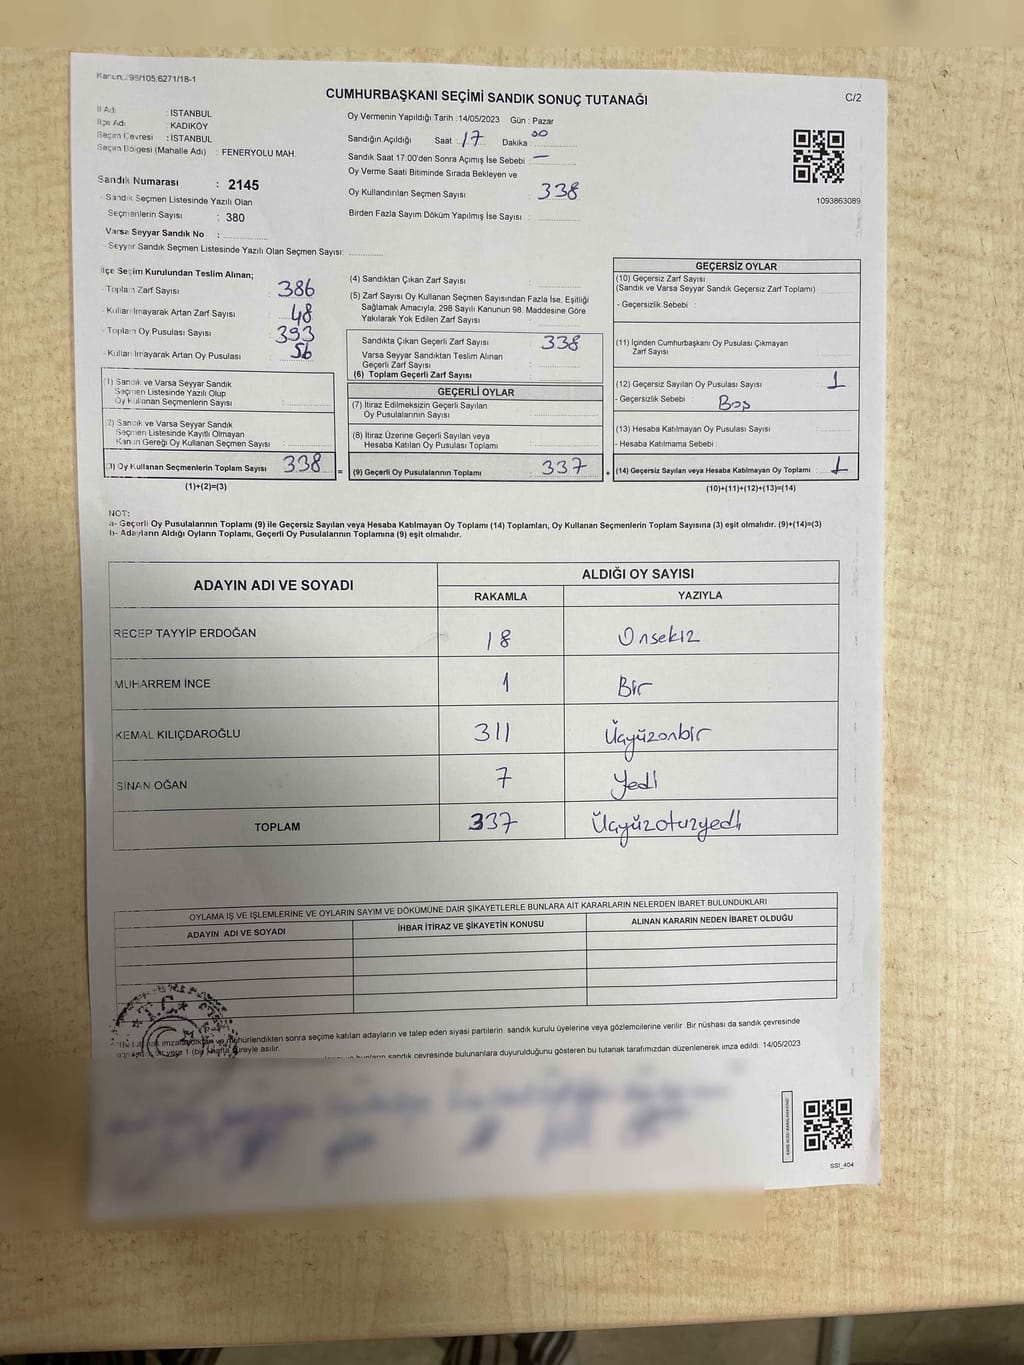 Kanun: 298/105;6271/18-1
CUMHURBAŞKANI SEÇİMİ SANDIK SONUÇ TUTANAĞI
C/2
İl Adı : İSTANBUL
İlçe Adı : KADIKÖY
Seçim Çevresi : İSTANBUL
Seçim Bölgesi (Mahalle Adı) : FENERYOLU MAH.
Sandık Numarası : 2145
Sandık Seçmen Listesinde Yazılı Olan
Seçmenlerin Sayısı : 380
Varsa Seyyar Sandık No :
Seyyar Sandık Seçmen Listesinde Yazılı Olan Seçmen Sayısı:
Oy Vermenin Yapıldığı Tarih :14/05/2023 Gün : Pazar
Sandığın Açıldığı Saat : 17 Dakika : 00
Sandık Saat 17:00'den Sonra Açımış İse Sebebi : —
Oy Verme Saati Bitiminde Sırada Bekleyen ve
Oy Kullandırılan Seçmen Sayısı : 338
Birden Fazla Sayım Döküm Yapılmış İse Sayısı :
1093863089
İlçe Seçim Kurulundan Teslim Alınan;
Toplam Zarf Sayısı : 386
Kullanılmayarak Artan Zarf Sayısı : 48
Toplam Oy Pusulası Sayısı : 393
Kullanılmayarak Artan Oy Pusulası : 56
(1) Sandık ve Varsa Seyyar Sandık
Seçmen Listesinde Yazılı Olup
Oy Kullanan Seçmenlerin Sayısı :
(2) Sandık ve Varsa Seyyar Sandık
Seçmen Listesinde Kayıtlı Olmayan
Kanun Gereği Oy Kullanan Seçmen Sayısı :
(3) Oy Kullanan Seçmenlerin Toplam Sayısı 338 =
(1)+(2)=(3)
(4) Sandıktan Çıkan Zarf Sayısı :
(5) Zarf Sayısı Oy Kullanan Seçmen Sayısından Fazla İse, Eşitliği
Sağlamak Amacıyla; 298 Sayılı Kanunun 98. Maddesine Göre
Yakılarak Yok Edilen Zarf Sayısı :
Sandıkta Çıkan Geçerli Zarf Sayısı : 338
Varsa Seyyar Sandıktan Teslim Alınan
Geçerli Zarf Sayısı :
(6) Toplam Geçerli Zarf Sayısı :
GEÇERLİ OYLAR
(7) İtiraz Edilmeksizin Geçerli Sayılan
Oy Pusulalarının Sayısı :
(8) İtiraz Üzerine Geçerli Sayılan veya
Hesaba Katılan Oy Pusulası Toplamı :
(9) Geçerli Oy Pusulalarının Toplamı : 337 +
GEÇERSİZ OYLAR
(10) Geçersiz Zarf Sayısı
(Sandık ve Varsa Seyyar Sandık Geçersiz Zarf Toplamı) :
- Geçersizlik Sebebi :
(11) İçinden Cumhurbaşkanı Oy Pusulası Çıkmayan
Zarf Sayısı :
(12) Geçersiz Sayılan Oy Pusulası Sayısı : 1
- Geçersizlik Sebebi : Boş
(13) Hesaba Katılmayan Oy Pusulası Sayısı :
- Hesaba Katılmama Sebebi :
(14) Geçersiz Sayılan veya Hesaba Katılmayan Oy Toplamı : 1
(10)+(11)+(12)+(13)=(14)
NOT:
a- Geçerli Oy Pusulalarının Toplamı (9) ile Geçersiz Sayılan veya Hesaba Katılmayan Oy Toplamı (14) Toplamları, Oy Kullanan Seçmenlerin Toplam Sayısına (3) eşit olmalıdır. (9)+(14)=(3)
b- Adayların Aldığı Oyların Toplamı, Geçerli Oy Pusulalarının Toplamına (9) eşit olmalıdır.
ADAYIN ADI VE SOYADI
ALDIĞI OY SAYISI
RAKAMLA YAZIYLA
RECEP TAYYİP ERDOĞAN 18 Onsekiz
MUHARREM İNCE 1 Bir
KEMAL KILIÇDAROĞLU 311 Üçyüzonbir
SİNAN OĞAN 7 Yedi
TOPLAM 337 Üçyüzotuzyedi
OYLAMA İŞ VE İŞLEMLERİNE VE OYLARIN SAYIM VE DÖKÜMÜNE DAİR ŞİKAYETLERLE BUNLARA AİT KARARLARIN NELERDEN İBARET BULUNDUKLARI
ADAYIN ADI VE SOYADI İHBAR İTİRAZ VE ŞİKAYETİN KONUSU ALINAN KARARIN NEDEN İBARET OLDUĞU
T.C.
sonra seçime katılan adayların ve talep eden siyasi partilerin sandık kurulu üyelerine veya gözlemcilerine verilir. Bir nüshası da sandık çevresinde
süreyle asılır.
sandık çevresinde bulunanlara duyurulduğunu gösteren bu tutanak tarafımızdan düzenlenerek imza edildi. 14/05/2023
SSI_404